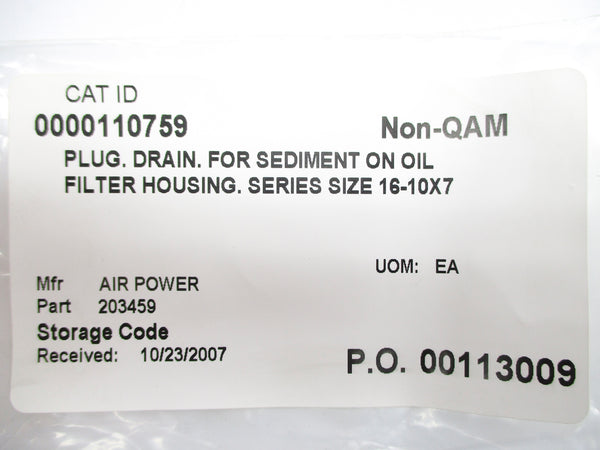 CAT ID
0000110759 Non-QAM
PLUG. DRAIN. FOR SEDIMENT ON OIL
FILTER HOUSING. SERIES SIZE 16-10X7
UOM: EA
Mfr AIR POWER
Part 203459
Storage Code
Received: 10/23/2007
P.O. 00113009